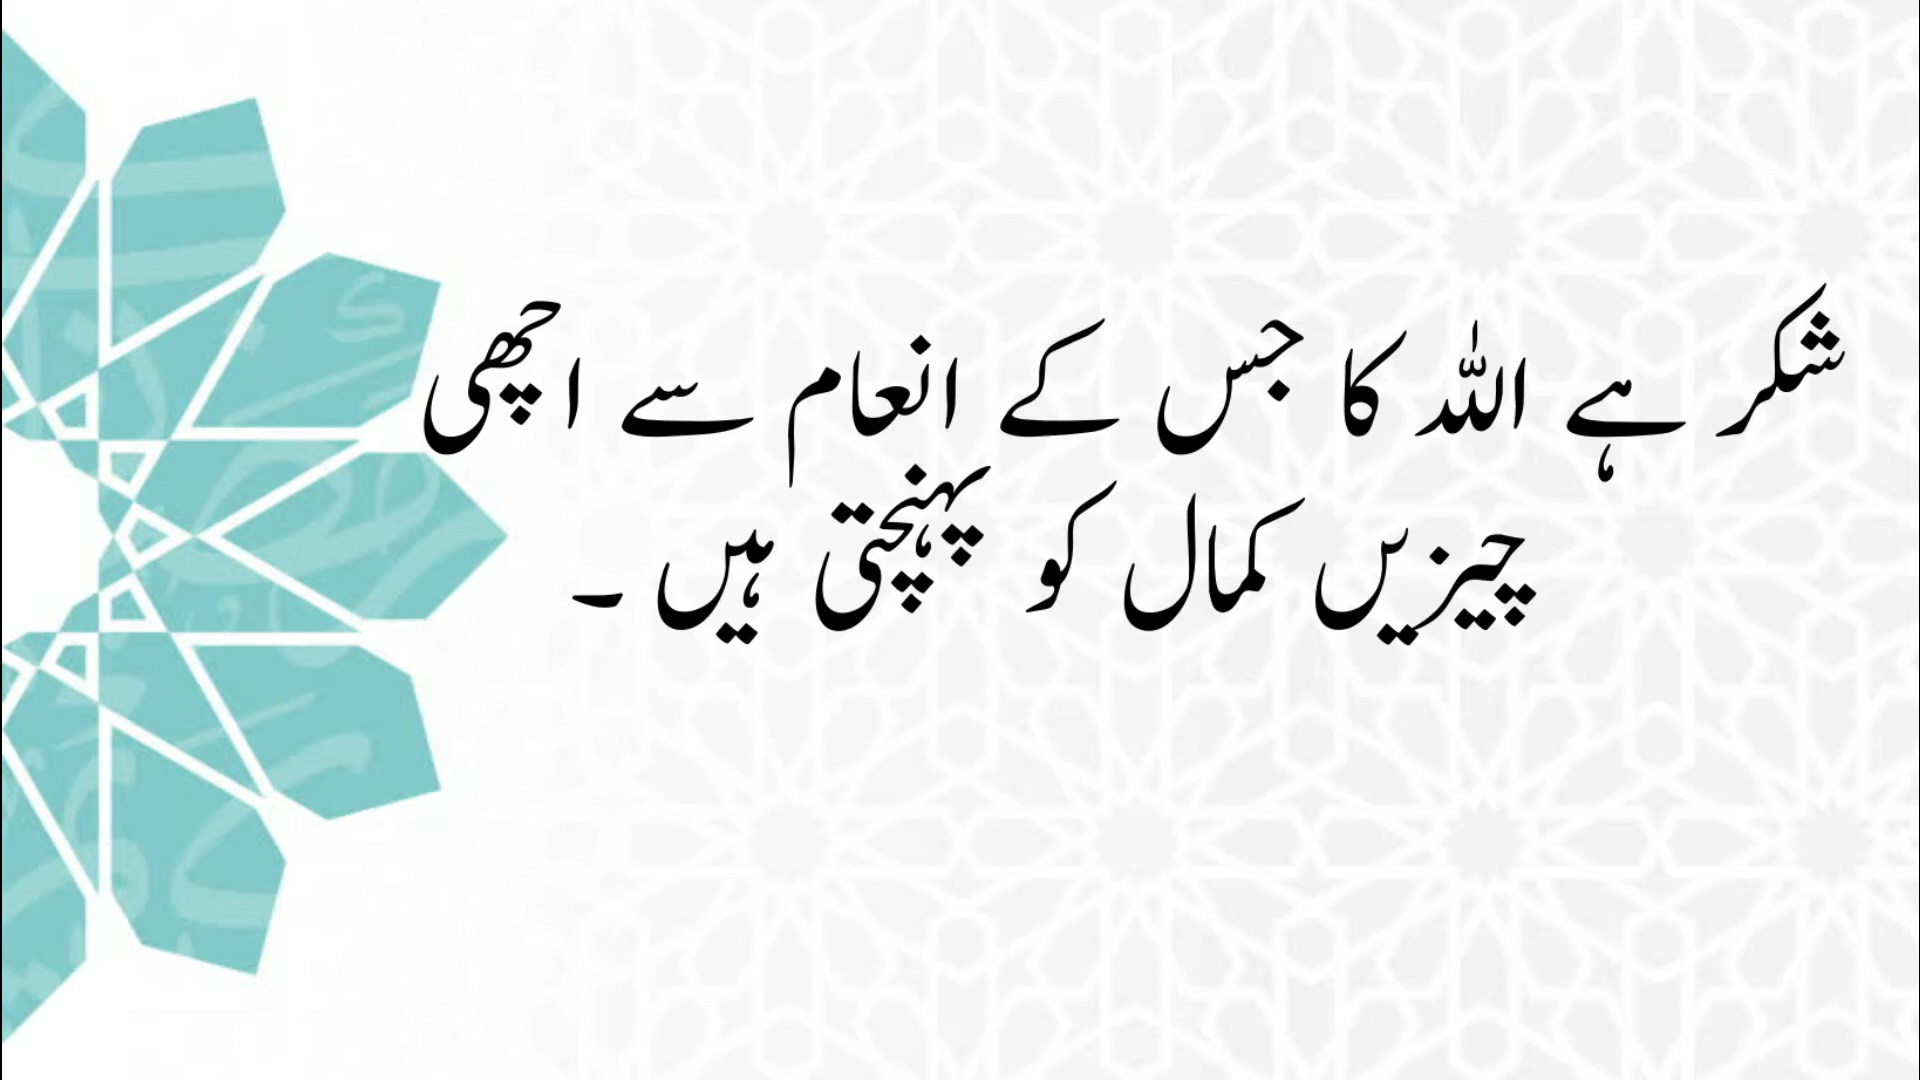 شکر ہے اللہ کا جس کے انعام سے اچھی
چیزیں کمال کو پہنچتی ہیں ۔